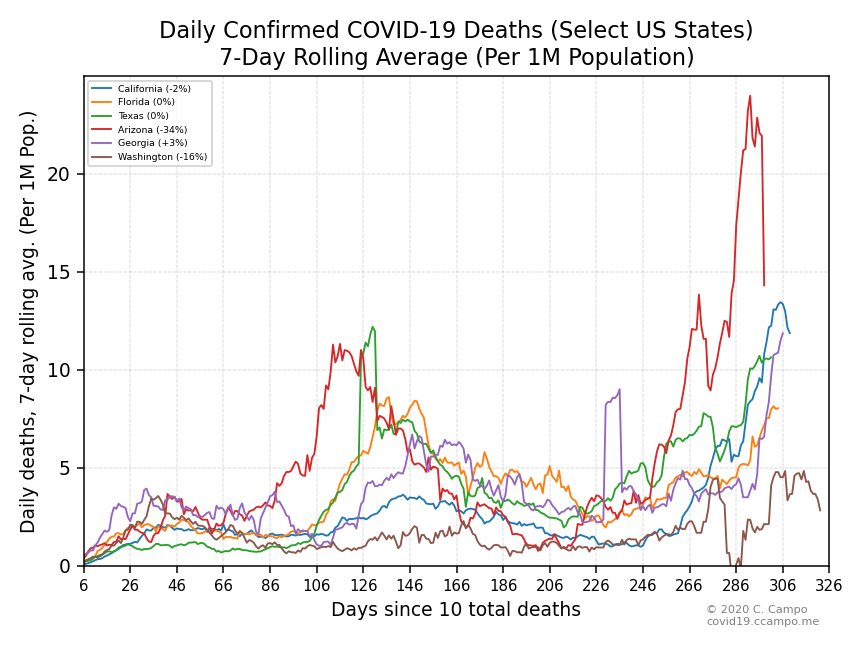 Daily Confirmed COVID-19 Deaths (Select US States)
7-Day Rolling Average (Per 1M Population)
California (-2%)
Florida (0%)
Texas (0%)
Arizona (-34%)
Georgia (+3%)
Washington (-16%)
Daily deaths, 7-day rolling avg. (Per 1M Pop.)
20
15
10
5
0
6 26 46 66 86 106 126 146 166 186 206 226 246 266 286 306 326
Days since 10 total deaths
© 2020 C. Campo
covid19.ccampo.me